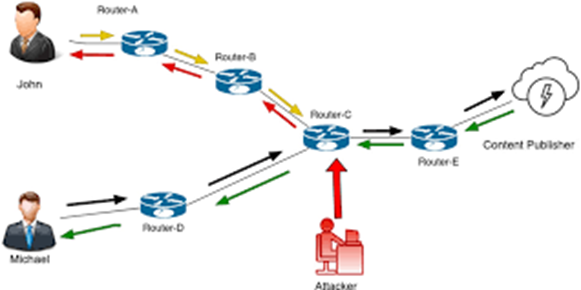 Router-A
Router-B
John
Router-C
Content Publisher
Router-E
Router-D
Michael
Attacker